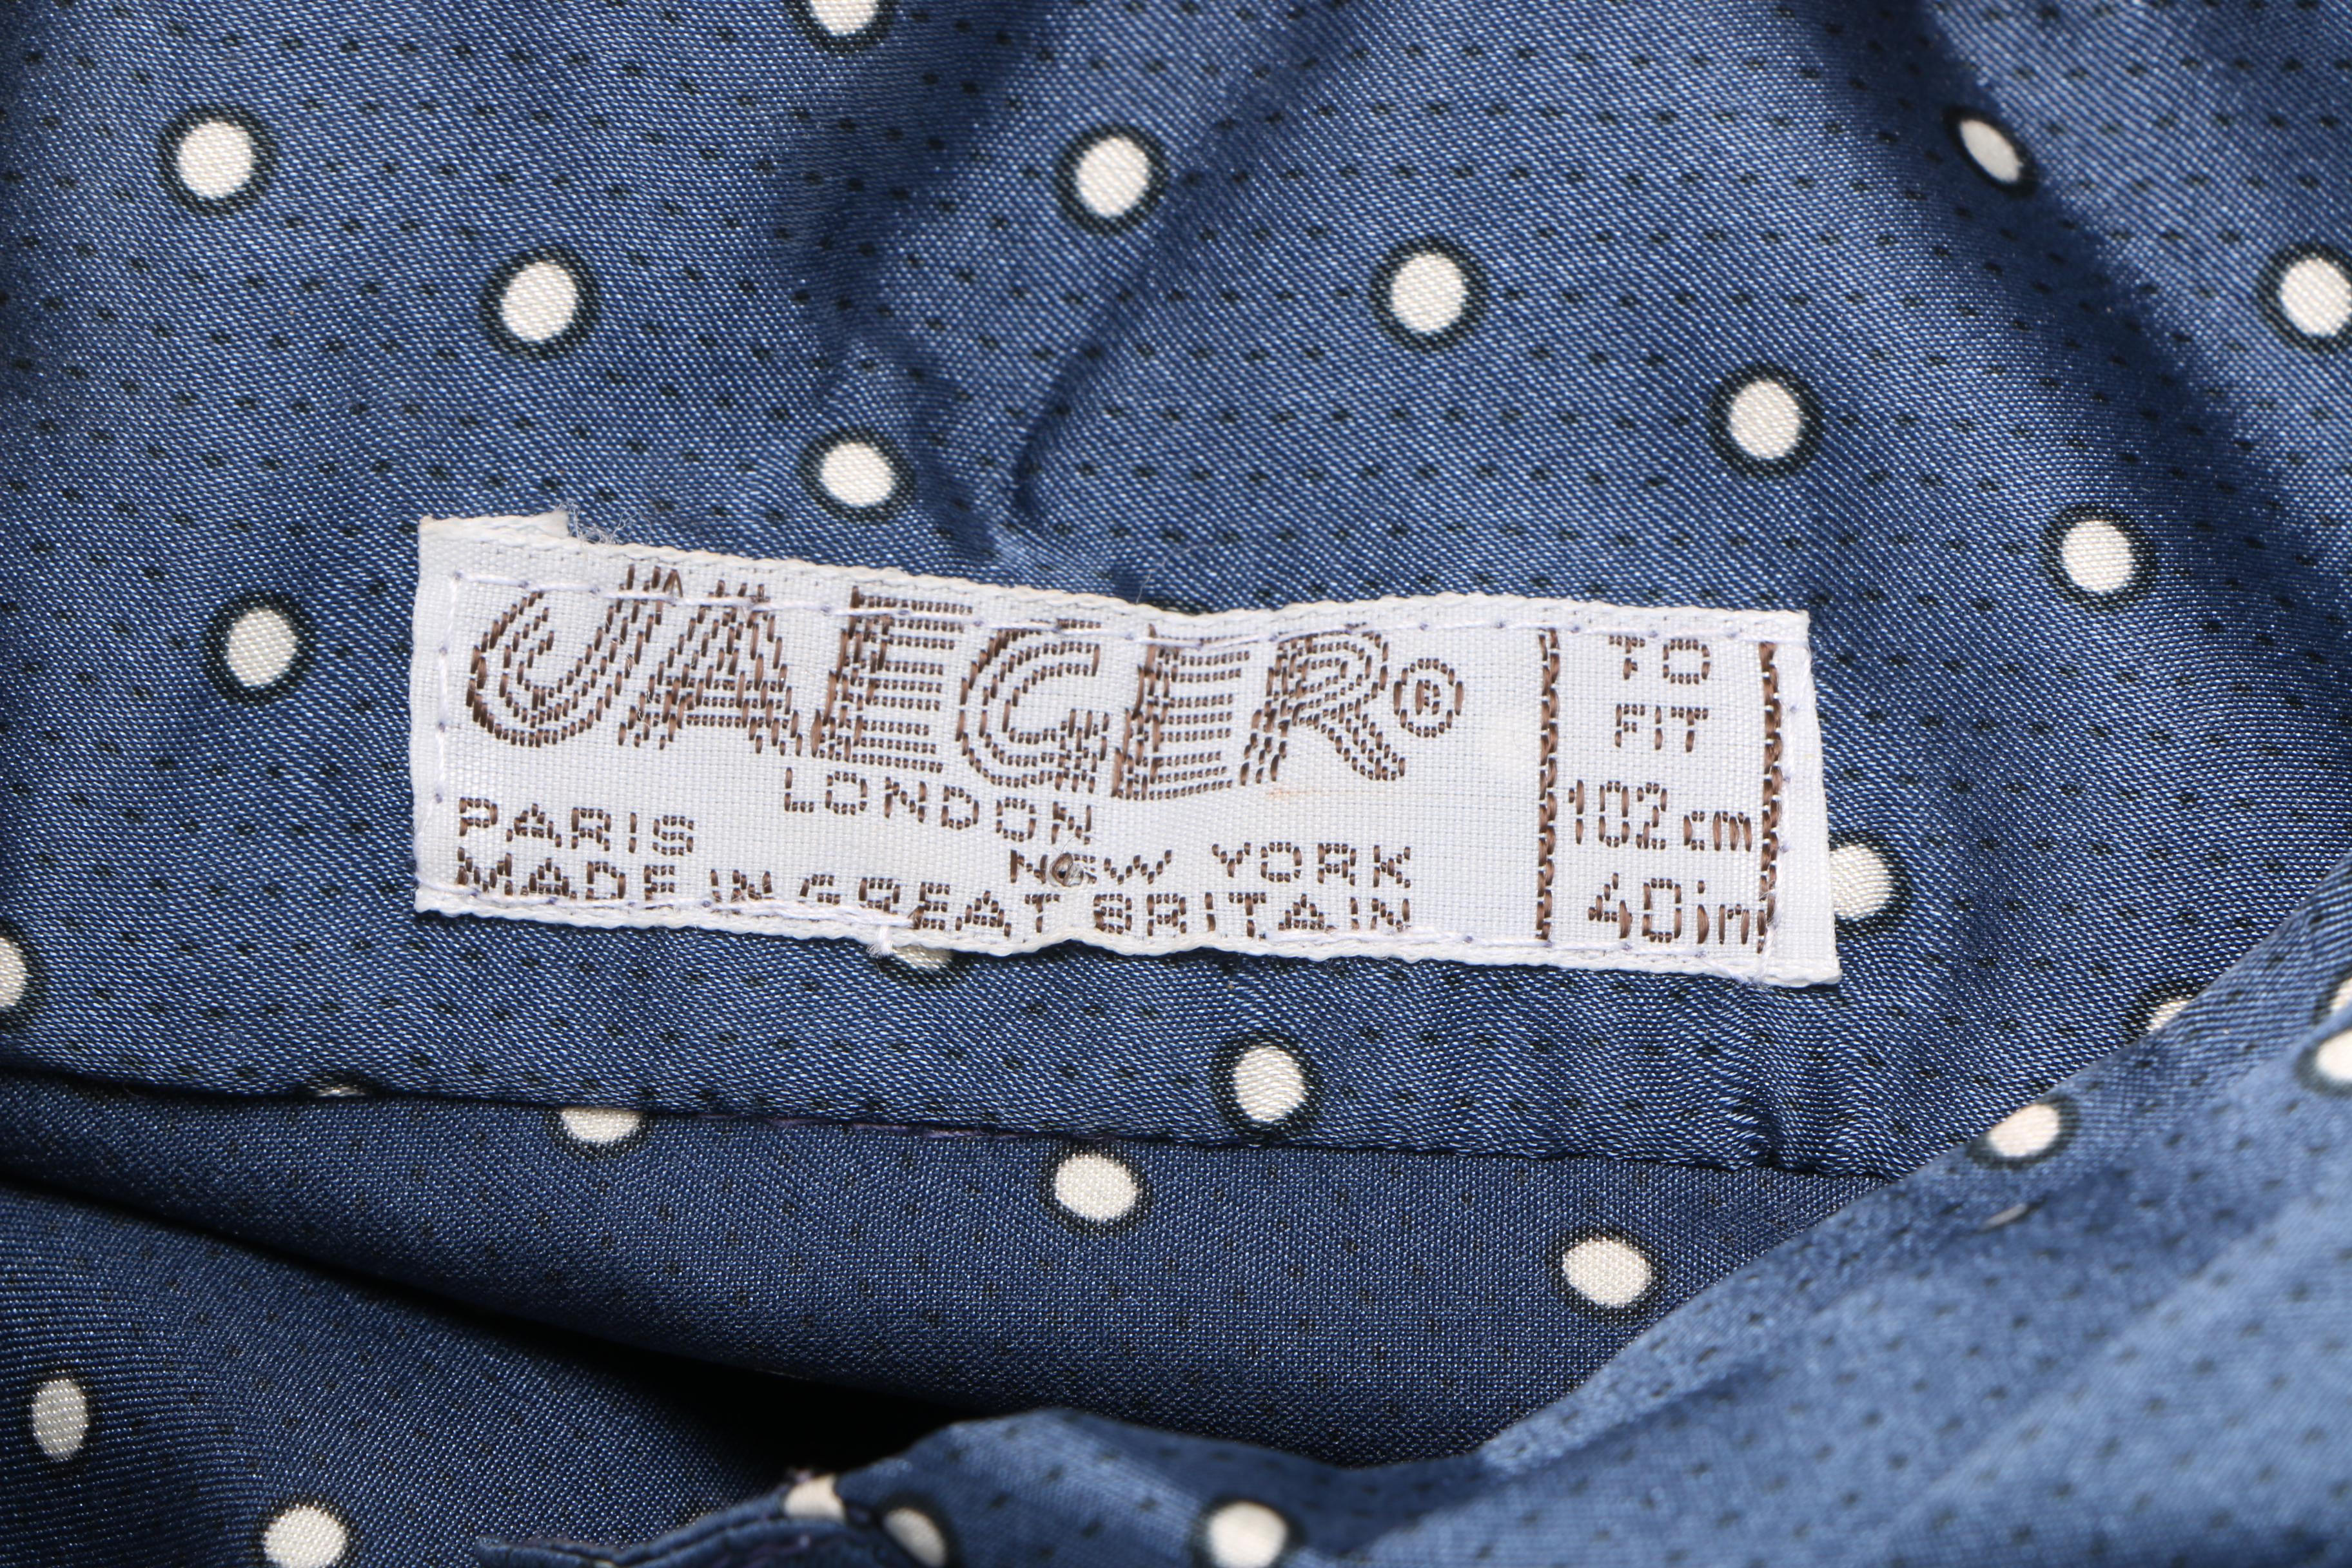 JAEGER®
LONDON
PARIS
NEW YORK
MADE IN GREAT BRITAIN
TO
FIT
102cm
40in